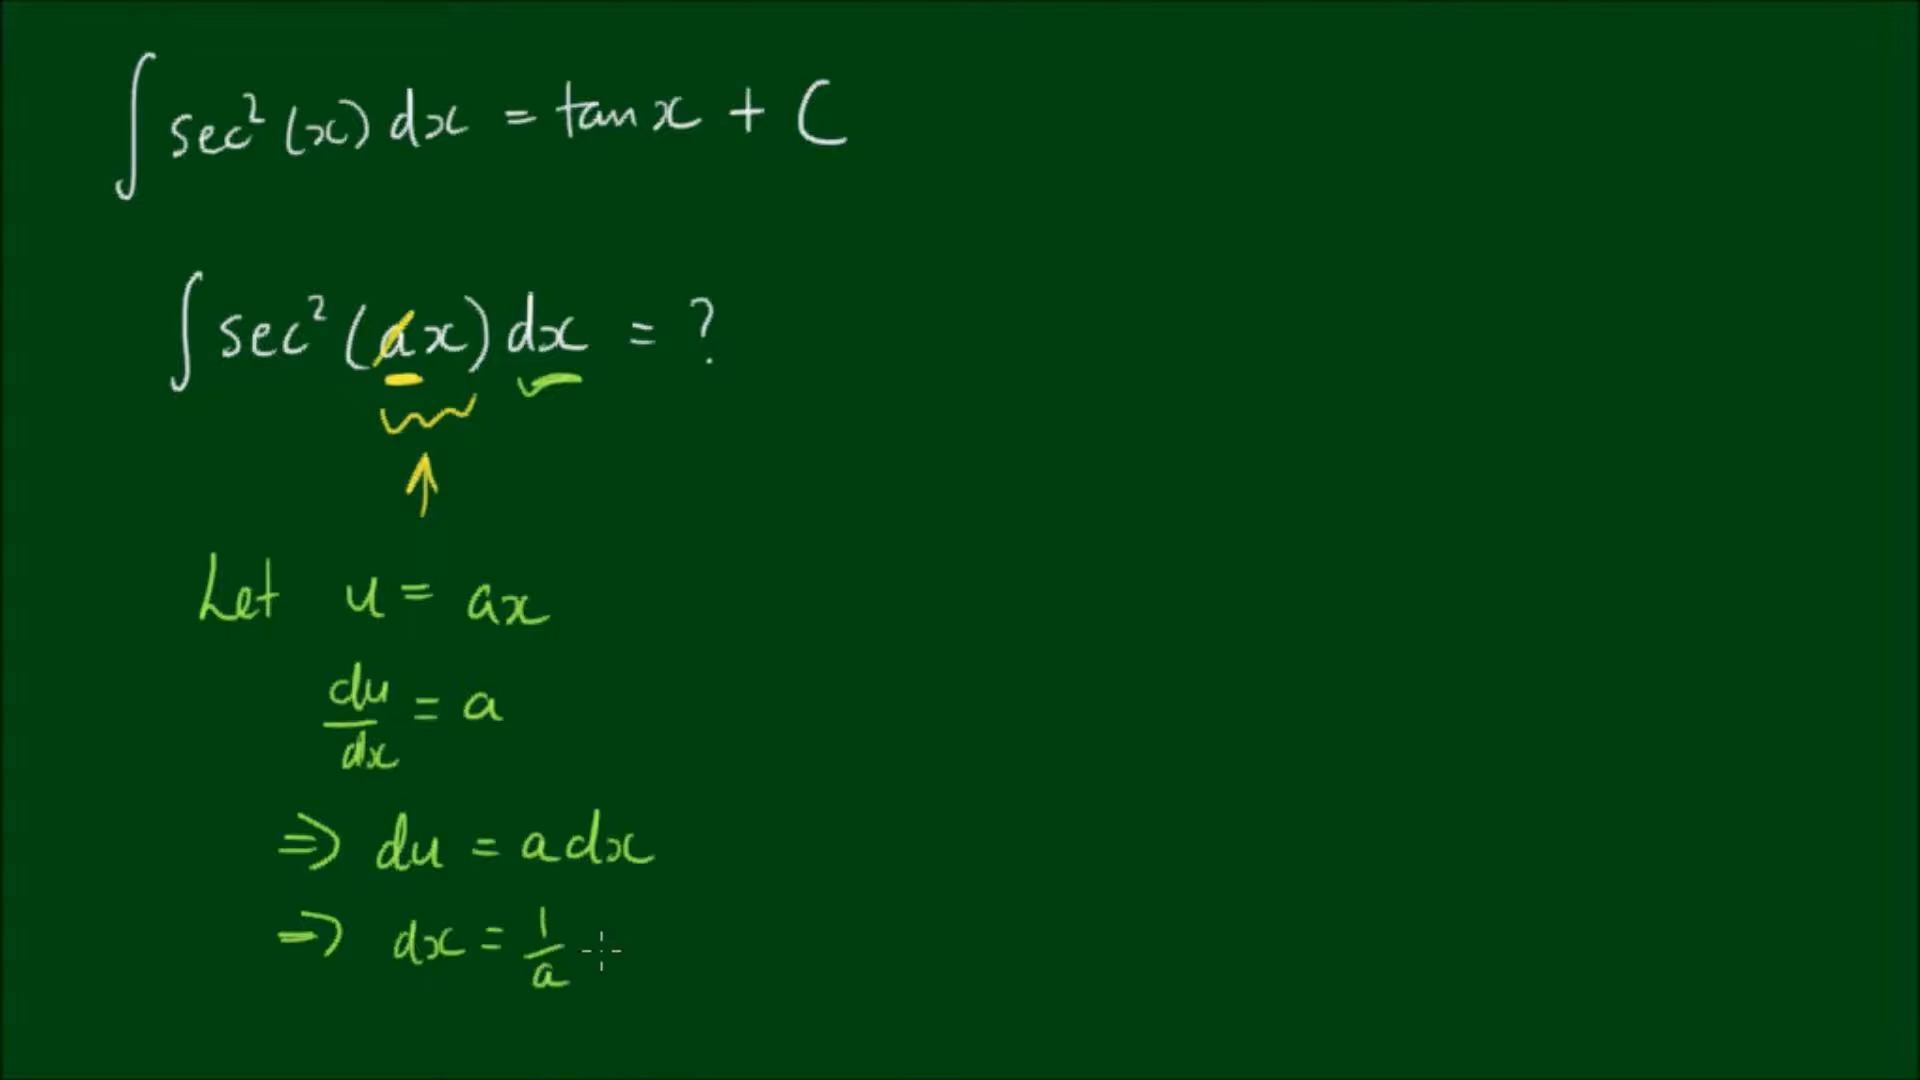 ∫ sec² (x) dx = tan x + C
∫ sec² (ax) dx = ?
Let u = ax
du/dx = a
⇒ du = a dx
⇒ dx = 1/a